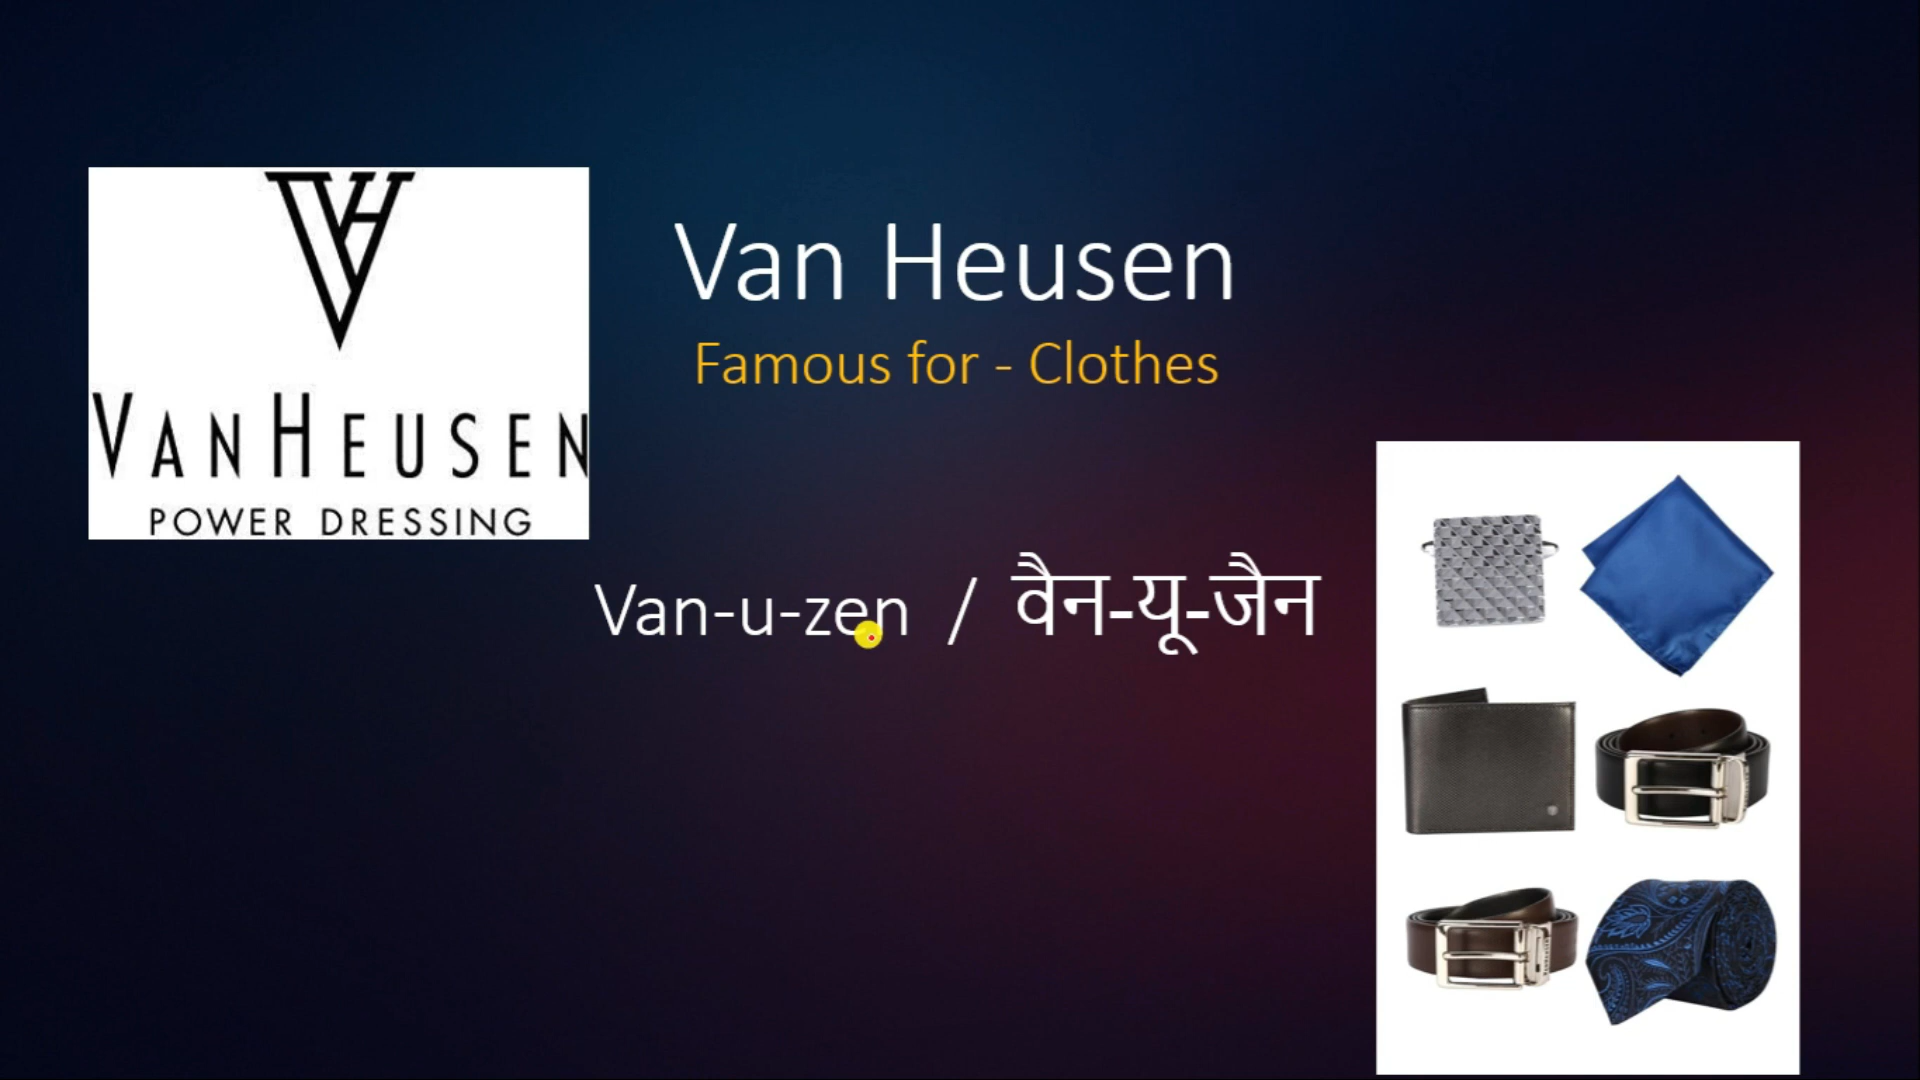 VANHEUSEN
POWER DRESSING
Van Heusen
Famous for - Clothes
Van-u-zen / वैन-यू-जैन